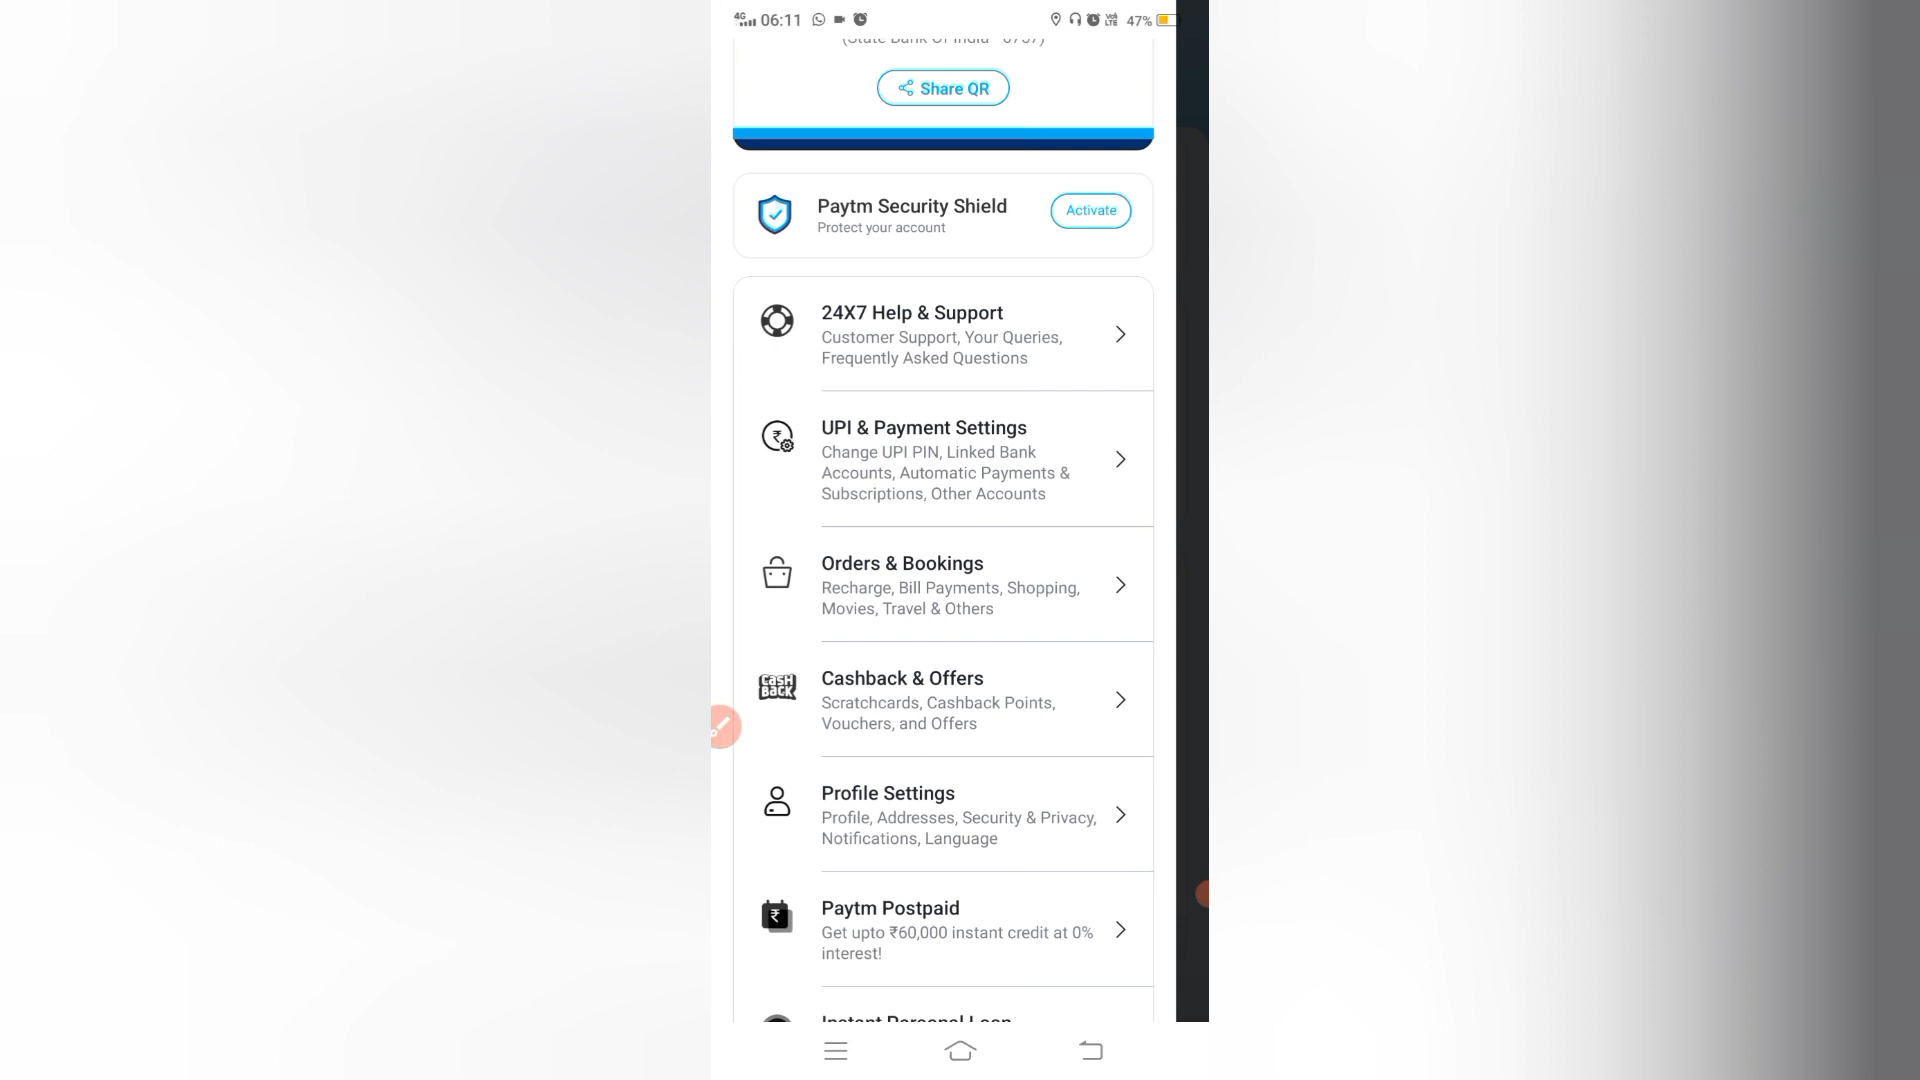 4G 06:11 47%
(State Bank Of India - 6757)
Share QR
Paytm Security Shield
Activate
Protect your account
24X7 Help & Support
Customer Support, Your Queries,
Frequently Asked Questions
UPI & Payment Settings
Change UPI PIN, Linked Bank
Accounts, Automatic Payments &
Subscriptions, Other Accounts
Orders & Bookings
Recharge, Bill Payments, Shopping,
Movies, Travel & Others
CASH
BACK
Cashback & Offers
Scratchcards, Cashback Points,
Vouchers, and Offers
Profile Settings
Profile, Addresses, Security & Privacy,
Notifications, Language
Paytm Postpaid
Get upto ₹60,000 instant credit at 0%
interest!
Instant Personal Loan